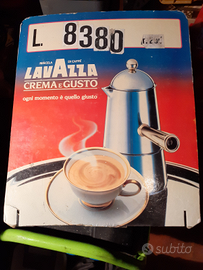 L. 8380
MISCELA DI CAFFÈ
LAVAZZA
CREMA E GUSTO
ogni momento è quello giusto
subito